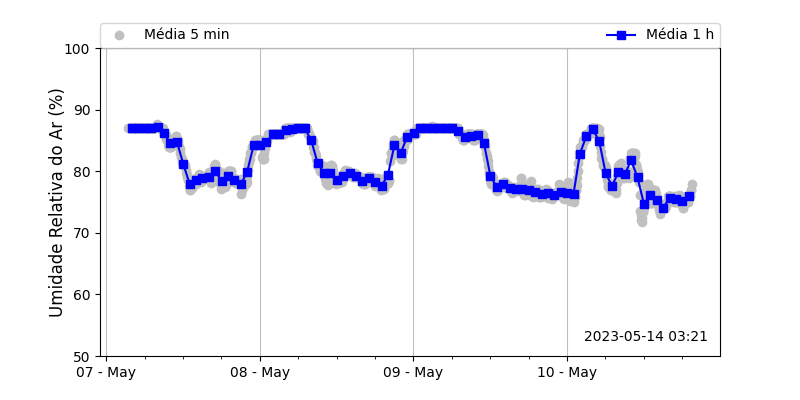 Média 5 min
Média 1 h
Umidade Relativa do Ar (%)
100
90
80
70
60
50
2023-05-14 03:21
07 - May
08 - May
09 - May
10 - May